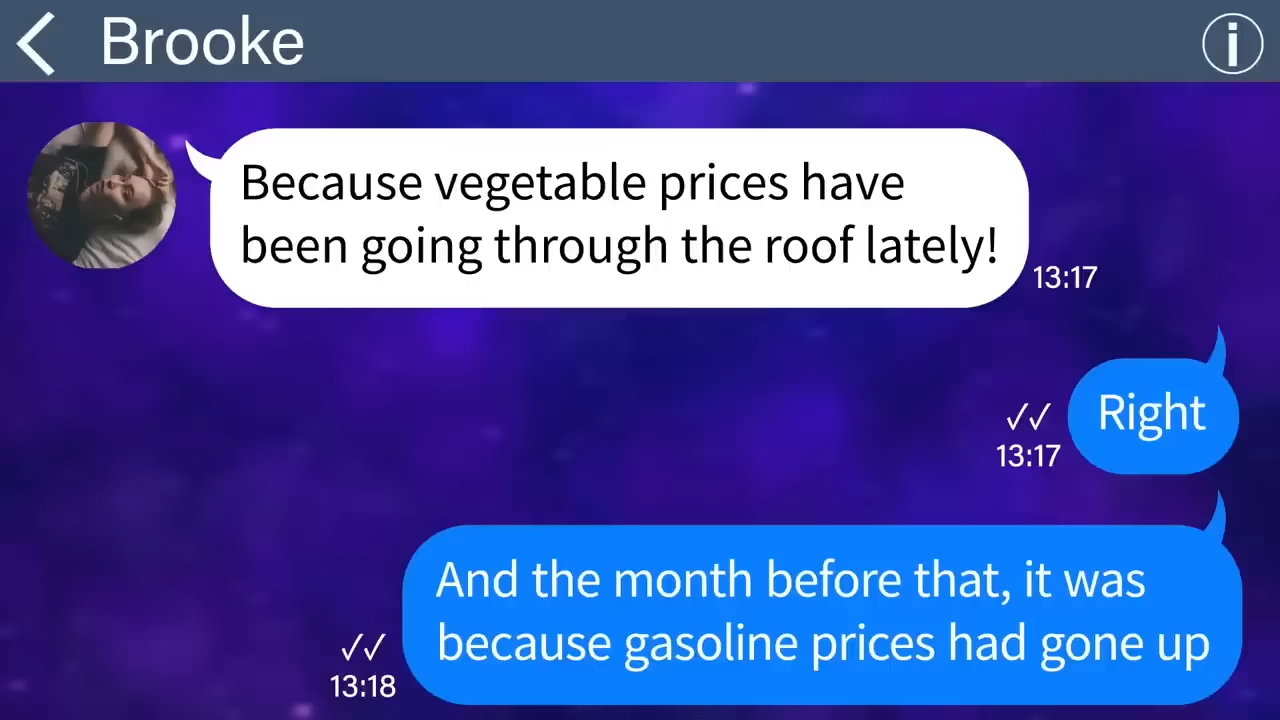 Brooke
Because vegetable prices have
been going through the roof lately!
13:17
Right
13:17
And the month before that, it was
because gasoline prices had gone up
13:18